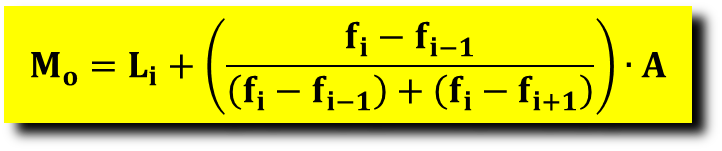 Mₒ = Lᵢ + ( (fᵢ − fᵢ₋₁) / ((fᵢ − fᵢ₋₁) + (fᵢ − fᵢ₊₁)) ) · A